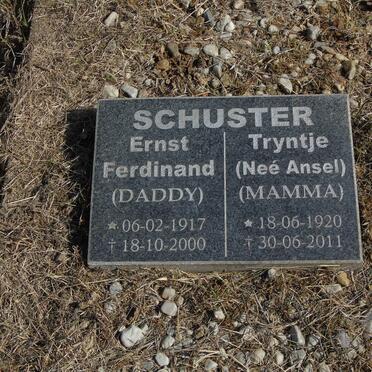 SCHUSTER
Ernst
Ferdinand
(DADDY)
* 06-02-1917
† 18-10-2000
Tryntje
(Neé Ansel)
(MAMMA)
* 18-06-1920
† 30-06-2011